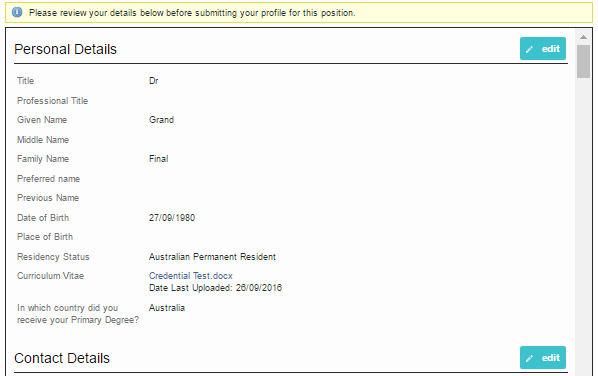 Please review your details below before submitting your profile for this position.
Personal Details
edit
Title Dr
Professional Title
Given Name Grand
Middle Name
Family Name Final
Preferred name
Previous Name
Date of Birth 27/09/1980
Place of Birth
Residency Status Australian Permanent Resident
Curriculum Vitae Credential Test.docx
Date Last Uploaded: 26/09/2016
In which country did you Australia
receive your Primary Degree?
Contact Details
edit